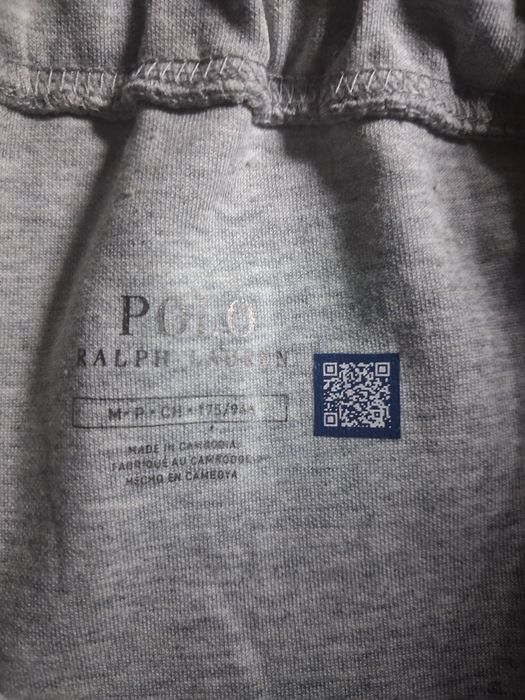 POLO
RALPH LAUREN
M • P • CH • 175/96A
MADE IN CAMBODIA
FABRIQUÉ AU CAMBODGE
HECHO EN CAMBOYA